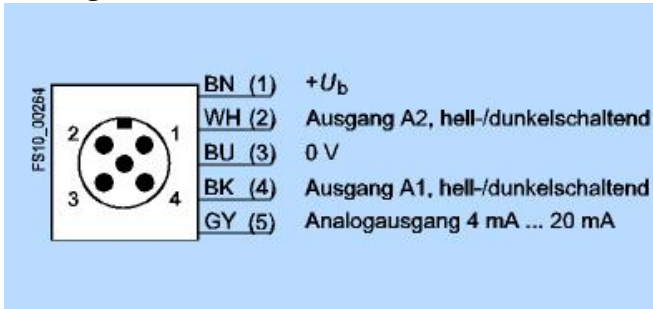 FS10_00264
2 1
3 4
BN (1) +Ub
WH (2) Ausgang A2, hell-/dunkelschaltend
BU (3) 0 V
BK (4) Ausgang A1, hell-/dunkelschaltend
GY (5) Analogausgang 4 mA ... 20 mA